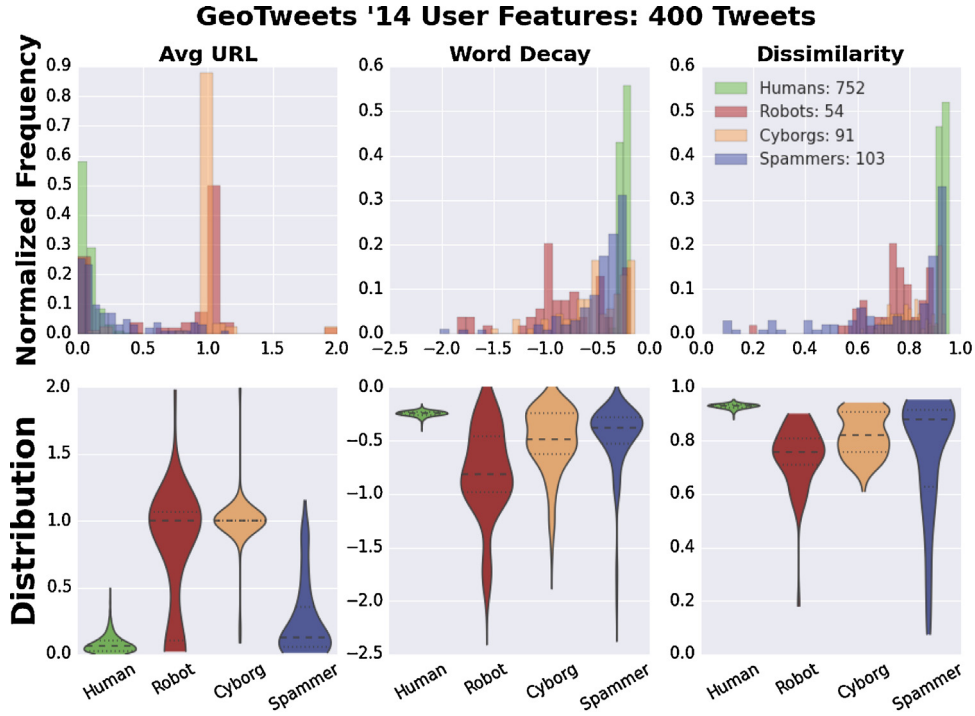 GeoTweets '14 User Features: 400 Tweets
Avg URL
Word Decay
Dissimilarity
Normalized Frequency
0.9
0.8
0.7
0.6
0.5
0.4
0.3
0.2
0.1
0.0
0.0 0.5 1.0 1.5 2.0
0.6
0.5
0.4
0.3
0.2
0.1
0.0
−2.5 −2.0 −1.5 −1.0 −0.5 0.0
0.6
0.5
0.4
0.3
0.2
0.1
0.0
0.0 0.2 0.4 0.6 0.8 1.0
Humans: 752
Robots: 54
Cyborgs: 91
Spammers: 103
Distribution
2.0
1.5
1.0
0.5
0.0
Human Robot Cyborg Spammer
0.0
−0.5
−1.0
−1.5
−2.0
−2.5
Human Robot Cyborg Spammer
1.0
0.8
0.6
0.4
0.2
0.0
Human Robot Cyborg Spammer